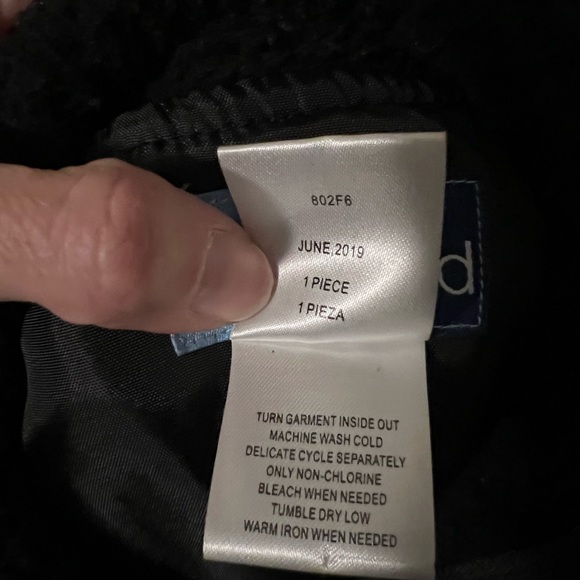 802F6
JUNE,2019
1 PIECE
1 PIEZA
d
TURN GARMENT INSIDE OUT
MACHINE WASH COLD
DELICATE CYCLE SEPARATELY
ONLY NON-CHLORINE
BLEACH WHEN NEEDED
TUMBLE DRY LOW
WARM IRON WHEN NEEDED